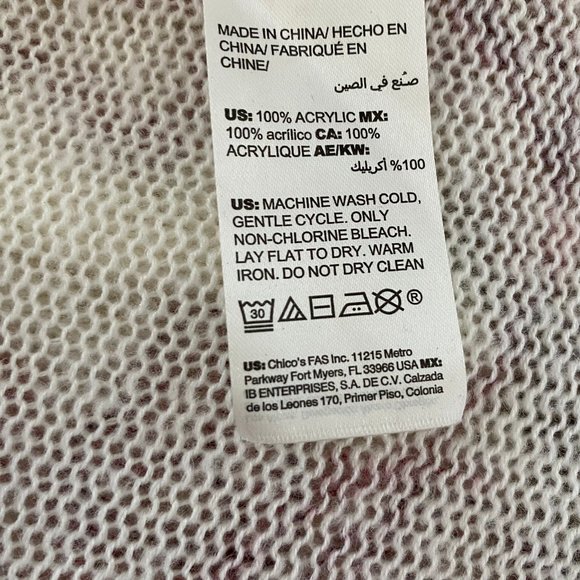 MADE IN CHINA/ HECHO EN
CHINA/ FABRIQUÉ EN
CHINE/
صُنع في الصين
US: 100% ACRYLIC MX:
100% acrílico CA: 100%
ACRYLIQUE AE/KW:
100% أكريليك
US: MACHINE WASH COLD,
GENTLE CYCLE. ONLY
NON-CHLORINE BLEACH.
LAY FLAT TO DRY. WARM
IRON. DO NOT DRY CLEAN
30 ®
US: Chico's FAS Inc. 11215 Metro
Parkway Fort Myers, FL 33966 USA MX:
IB ENTERPRISES, S.A. DE C.V. Calzada
de los Leones 170, Primer Piso, Colonia